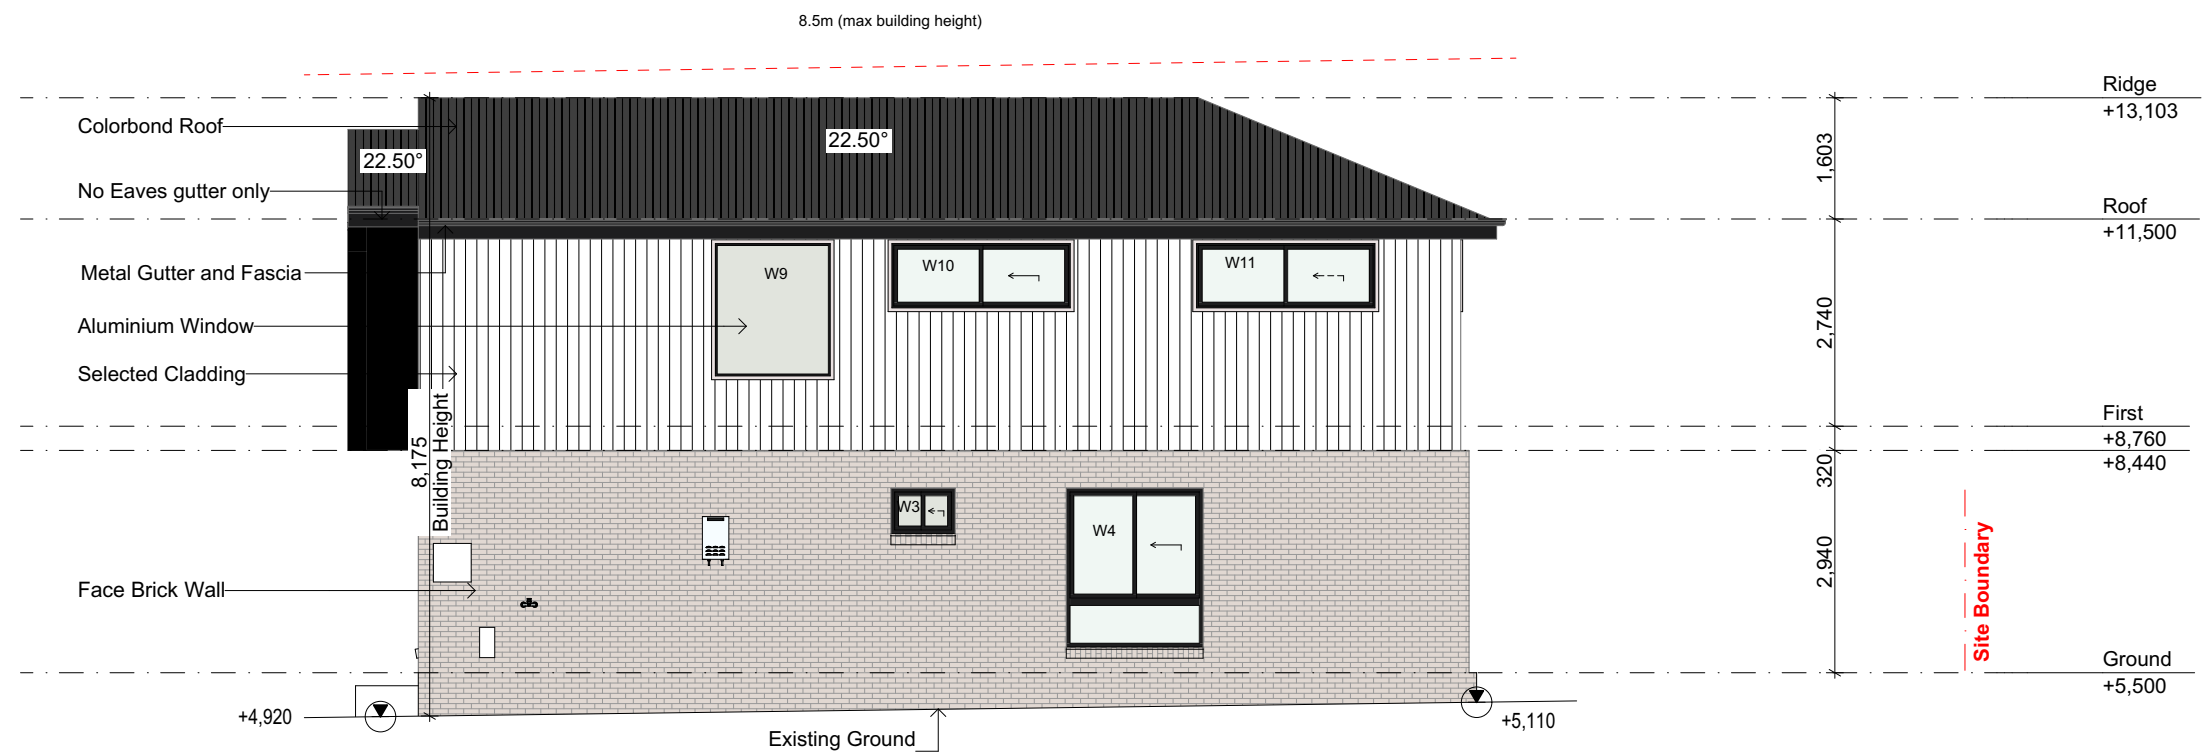 8.5m (max building height)
Ridge
+13,103
Colorbond Roof
22.50°
22.50°
1,603
No Eaves gutter only
Roof
+11,500
Metal Gutter and Fascia
W9
W10
W11
Aluminium Window
2,740
Selected Cladding
First
+8,760
8,175
Building Height
320
+8,440
W3
W4
2,940
Site Boundary
Face Brick Wall
Ground
+5,500
+4,920
+5,110
Existing Ground